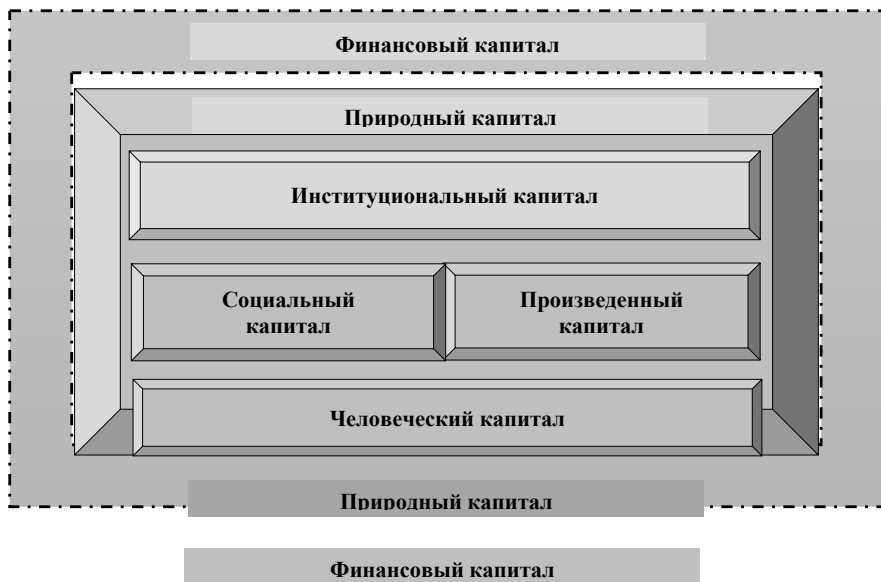 Финансовый капитал
Природный капитал
Институциональный капитал
Социальный
капитал
Произведенный
капитал
Человеческий капитал
Природный капитал
Финансовый капитал